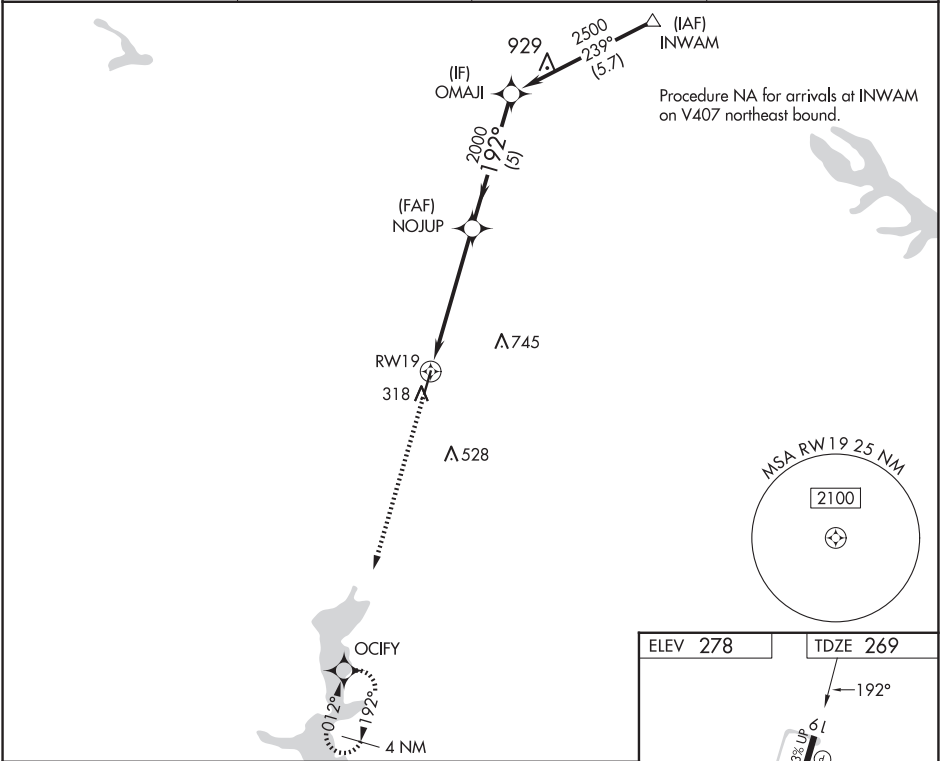 (IAF)
INWAM
2500
239°
(5.7)
929
(IF)
OMAJI
Procedure NA for arrivals at INWAM
on V407 northeast bound.
2000
192°
(5)
(FAF)
NOJUP
745
RW19
318
528
MSA RW19 25 NM
2100
OCIFY
012°
192°
4 NM
ELEV 278
TDZE 269
192°
19
3% UP
P